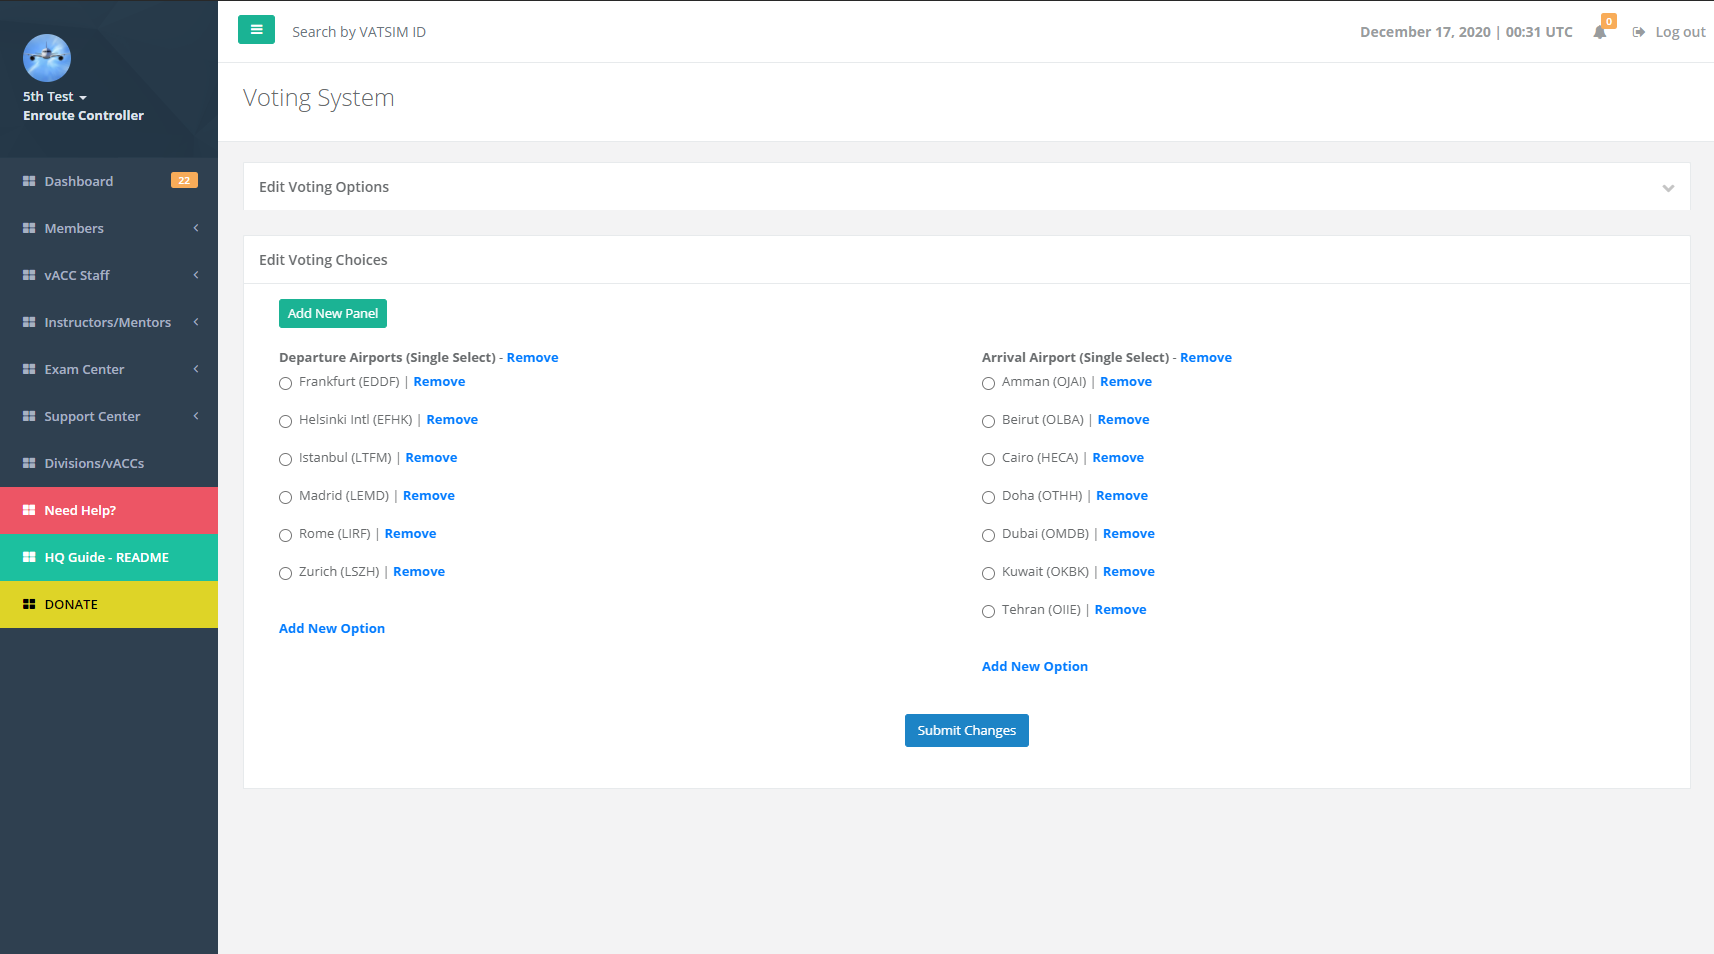 5th Test
Enroute Controller
Dashboard 22
Members
vACC Staff
Instructors/Mentors
Exam Center
Support Center
Divisions/vACCs
Need Help?
HQ Guide - README
DONATE
Search by VATSIM ID
December 17, 2020 | 00:31 UTC
0
Log out
Voting System
Edit Voting Options
Edit Voting Choices
Add New Panel
Departure Airports (Single Select) - Remove
Frankfurt (EDDF) | Remove
Helsinki Intl (EFHK) | Remove
Istanbul (LTFM) | Remove
Madrid (LEMD) | Remove
Rome (LIRF) | Remove
Zurich (LSZH) | Remove
Add New Option
Arrival Airport (Single Select) - Remove
Amman (OJAI) | Remove
Beirut (OLBA) | Remove
Cairo (HECA) | Remove
Doha (OTHH) | Remove
Dubai (OMDB) | Remove
Kuwait (OKBK) | Remove
Tehran (OIIE) | Remove
Add New Option
Submit Changes